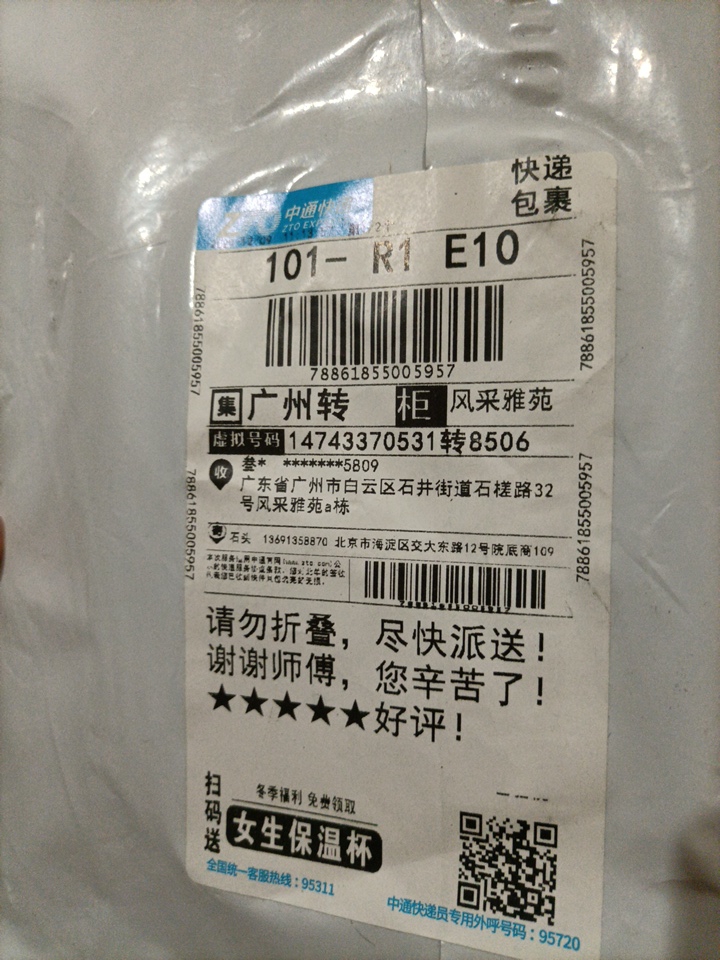 快递
包裹
中通快
ZTO EX
101- R1 E10
78861855005957
78861855005957
78861855005957
集 广州转 柜 风采雅苑
虚拟号码 14743370531转8506
收 叁* *******5809
广东省广州市白云区石井街道石槎路32
号风采雅苑a栋
寄 石头 13691358870 北京市海淀区交大东路12号院底商109
78861855005957
78861855005957
请勿折叠，尽快派送！
谢谢师傅，您辛苦了！
★★★★★好评！
扫码送
冬季福利 免费领取
女生保温杯
全国统一客服热线：95311
中通快递员专用外呼号码：95720